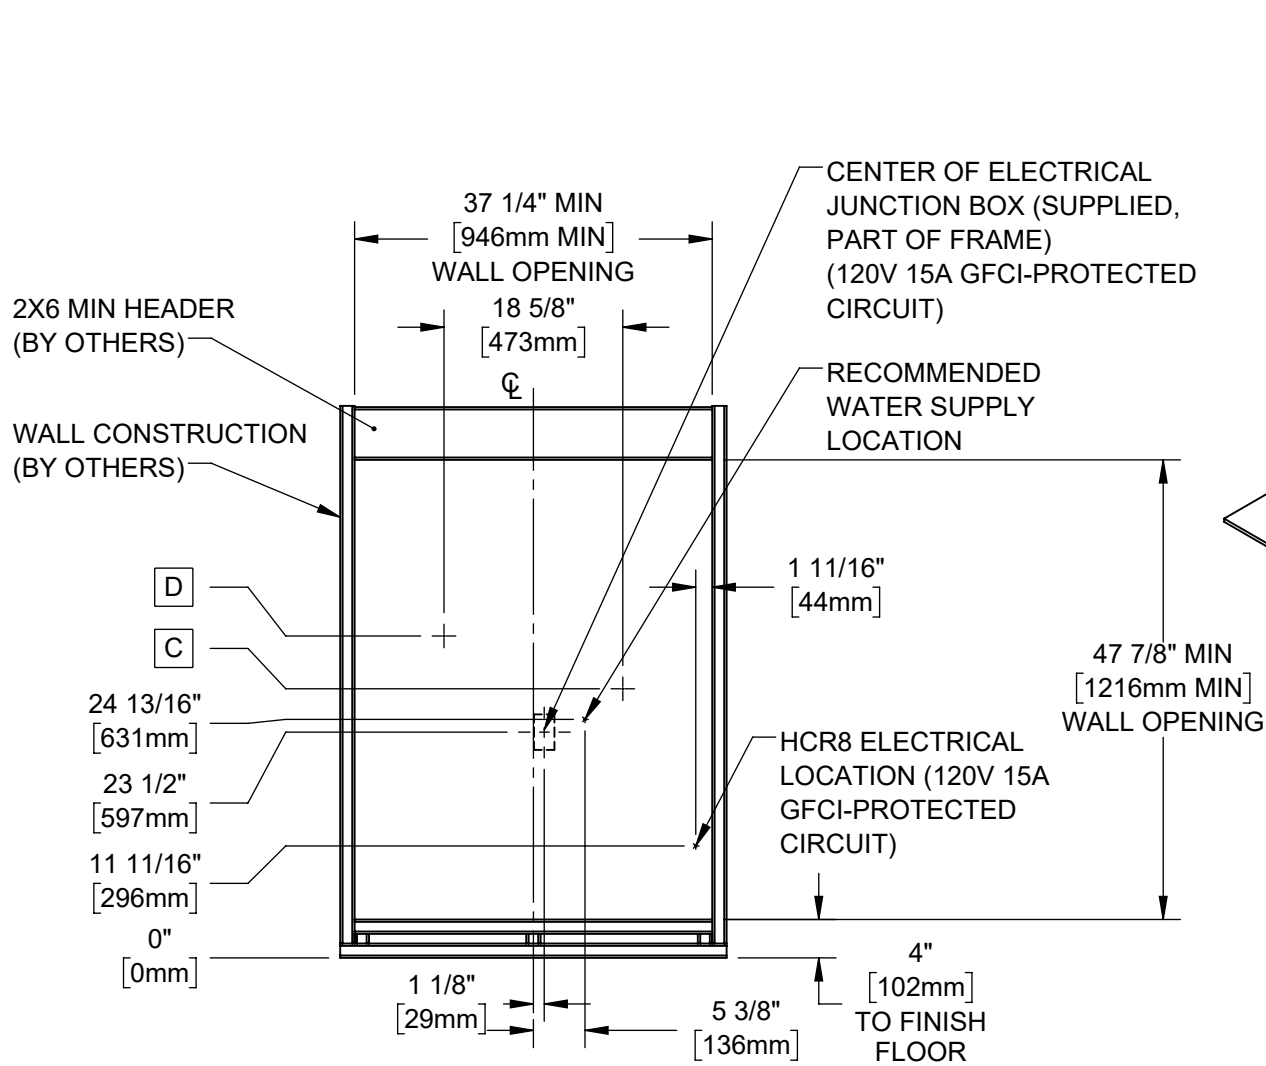 37 1/4" MIN
[946mm MIN]
WALL OPENING
18 5/8"
[473mm]
℄
CENTER OF ELECTRICAL
JUNCTION BOX (SUPPLIED,
PART OF FRAME)
(120V 15A GFCI-PROTECTED
CIRCUIT)
2X6 MIN HEADER
(BY OTHERS)
RECOMMENDED
WATER SUPPLY
LOCATION
WALL CONSTRUCTION
(BY OTHERS)
D
C
1 11/16"
[44mm]
47 7/8" MIN
[1216mm MIN]
WALL OPENING
24 13/16"
[631mm]
23 1/2"
[597mm]
11 11/16"
[296mm]
0"
[0mm]
HCR8 ELECTRICAL
LOCATION (120V 15A
GFCI-PROTECTED
CIRCUIT)
1 1/8"
[29mm]
5 3/8"
[136mm]
4"
[102mm]
TO FINISH
FLOOR